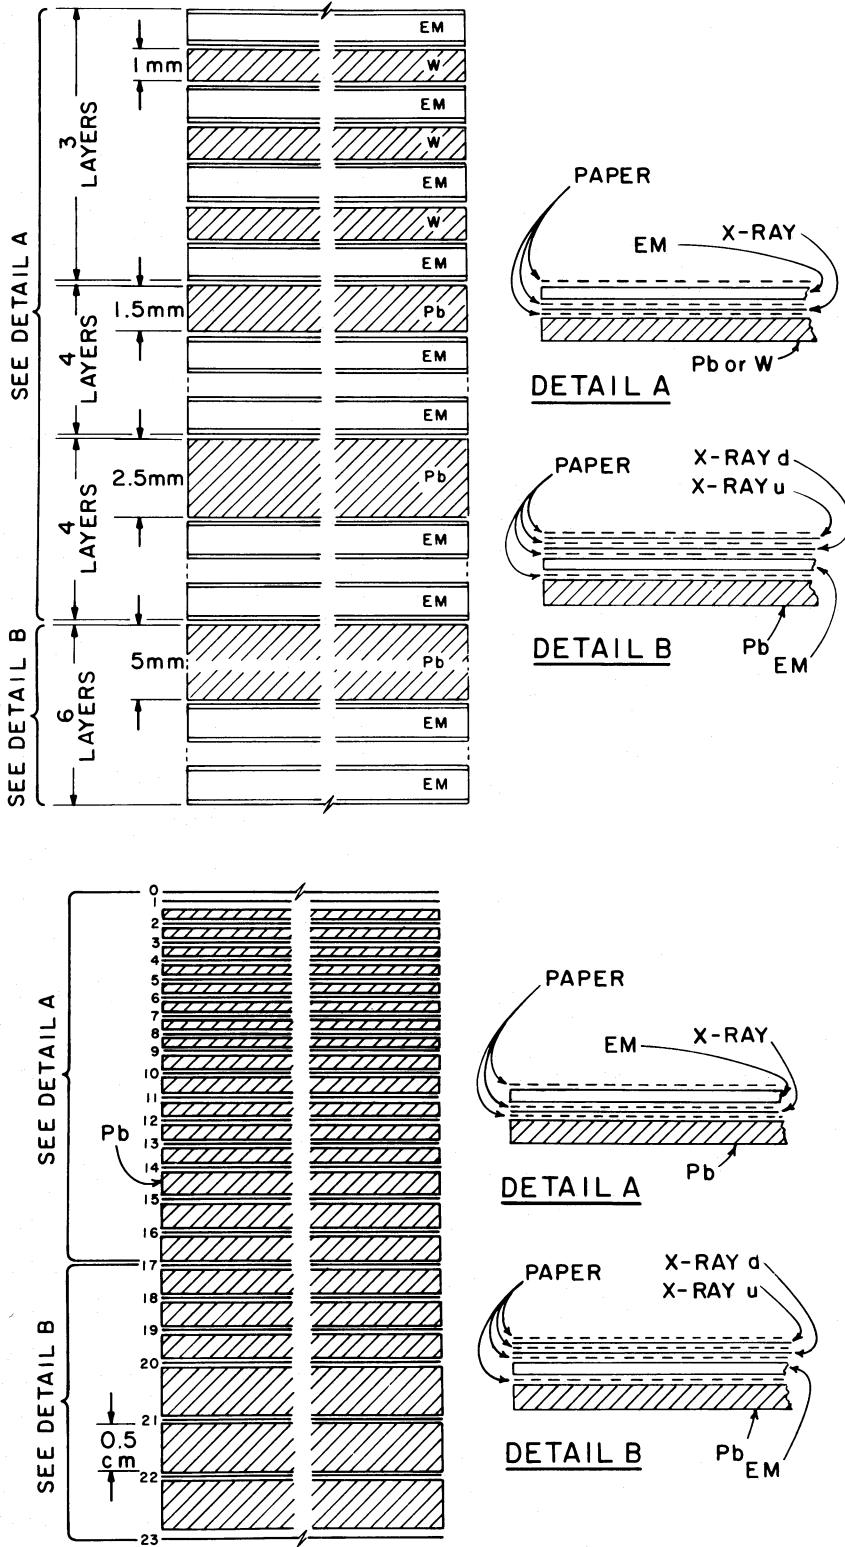 EM
W
1mm
EM
3 LAYERS
W
EM
W
EM
SEE DETAIL A
1.5mm
Pb
4 LAYERS
EM
EM
2.5mm
Pb
4 LAYERS
EM
EM
SEE DETAIL B
5mm
Pb
6 LAYERS
EM
EM
PAPER
EM
X-RAY
Pb or W
DETAIL A
PAPER
X-RAY d
X-RAY u
Pb
EM
DETAIL B
0
1
2
3
4
5
6
7
8
9
10
11
12
13
14
15
16
17
18
19
20
21
22
23
SEE DETAIL A
Pb
SEE DETAIL B
0.5
cm
PAPER
EM
X-RAY
Pb
DETAIL A
PAPER
X-RAY d
X-RAY u
Pb
EM
DETAIL B